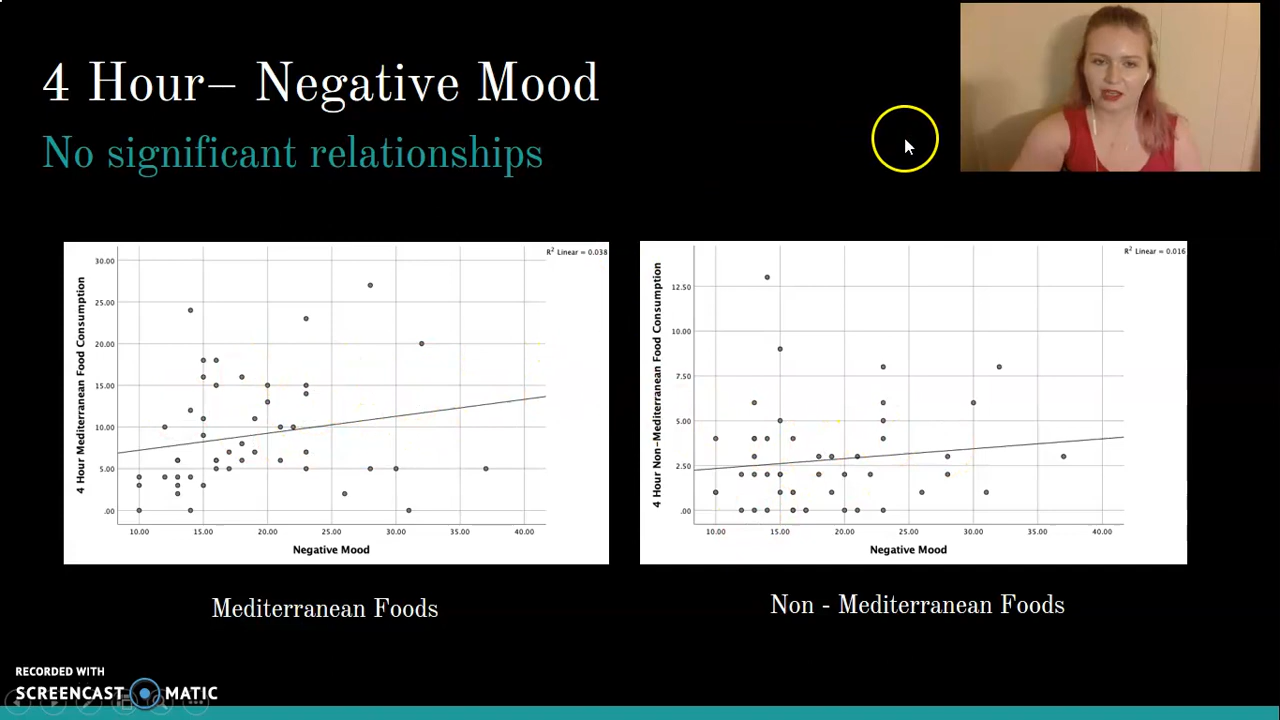 4 Hour– Negative Mood
No significant relationships
R² Linear = 0.038
4 Hour Mediterranean Food Consumption
30.00
25.00
20.00
15.00
10.00
5.00
.00
10.00 15.00 20.00 25.00 30.00 35.00 40.00
Negative Mood
Mediterranean Foods
R² Linear = 0.016
4 Hour Non-Mediterranean Food Consumption
12.50
10.00
7.50
5.00
2.50
.00
10.00 15.00 20.00 25.00 30.00 35.00 40.00
Negative Mood
Non - Mediterranean Foods
RECORDED WITH
SCREENCAST MATIC